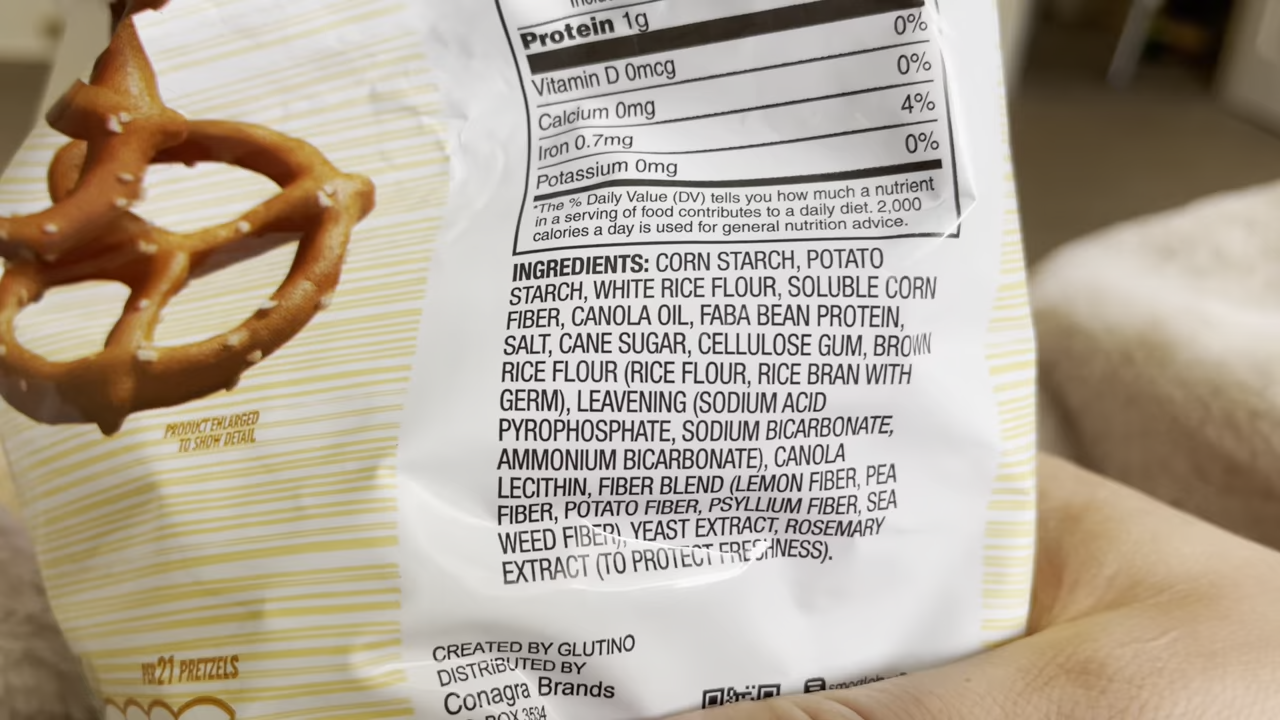 Protein 1g 0%
Vitamin D 0mcg 0%
Calcium 0mg 4%
Iron 0.7mg 0%
Potassium 0mg
*The % Daily Value (DV) tells you how much a nutrient
in a serving of food contributes to a daily diet. 2,000
calories a day is used for general nutrition advice.
INGREDIENTS: CORN STARCH, POTATO
STARCH, WHITE RICE FLOUR, SOLUBLE CORN
FIBER, CANOLA OIL, FABA BEAN PROTEIN,
SALT, CANE SUGAR, CELLULOSE GUM, BROWN
RICE FLOUR (RICE FLOUR, RICE BRAN WITH
GERM), LEAVENING (SODIUM ACID
PYROPHOSPHATE, SODIUM BICARBONATE,
AMMONIUM BICARBONATE), CANOLA
LECITHIN, FIBER BLEND (LEMON FIBER, PEA
FIBER, POTATO FIBER, PSYLLIUM FIBER, SEA
WEED FIBER), YEAST EXTRACT, ROSEMARY
EXTRACT (TO PROTECT FRESHNESS).
PRODUCT ENLARGED
TO SHOW DETAIL
PER 21 PRETZELS
CREATED BY GLUTINO
DISTRIBUTED BY
Conagra Brands
BOX 3534